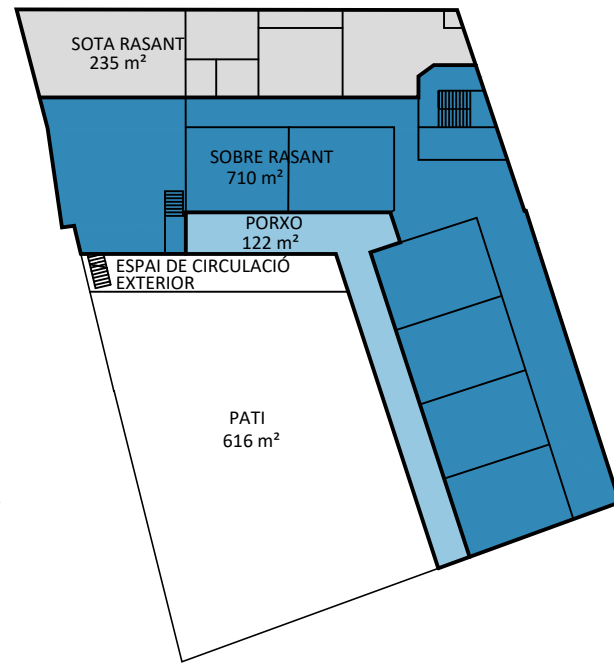 SOTA RASANT
235 m²
SOBRE RASANT
710 m²
PORXO
122 m²
ESPAI DE CIRCULACIÓ
EXTERIOR
PATI
616 m²